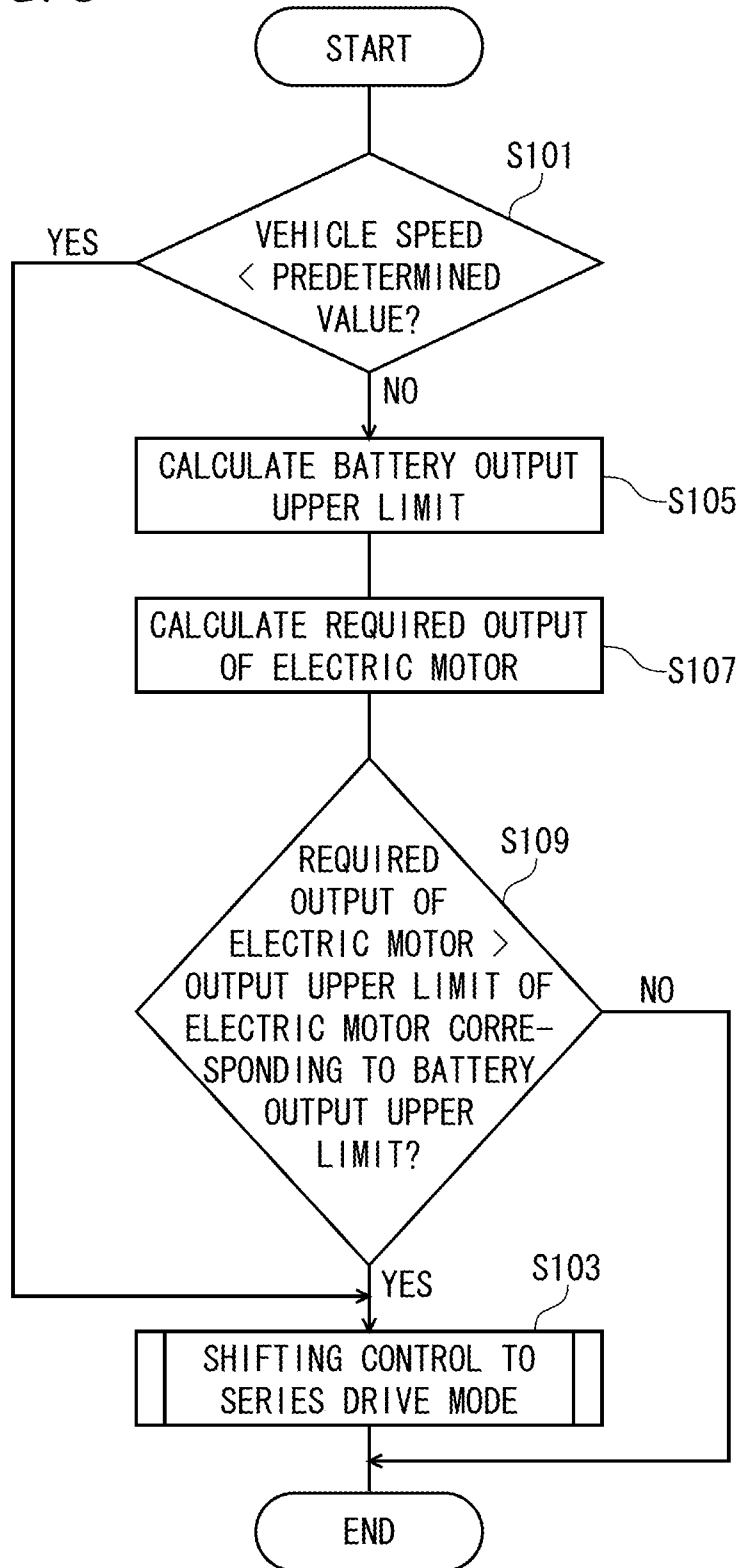 START
S101
YES
VEHICLE SPEED
< PREDETERMINED
VALUE?
NO
CALCULATE BATTERY OUTPUT
UPPER LIMIT
S105
CALCULATE REQUIRED OUTPUT
OF ELECTRIC MOTOR
S107
S109
REQUIRED
OUTPUT OF
ELECTRIC MOTOR >
OUTPUT UPPER LIMIT OF
ELECTRIC MOTOR CORRE-
SPONDING TO BATTERY
OUTPUT UPPER
LIMIT?
NO
YES
S103
SHIFTING CONTROL TO
SERIES DRIVE MODE
END